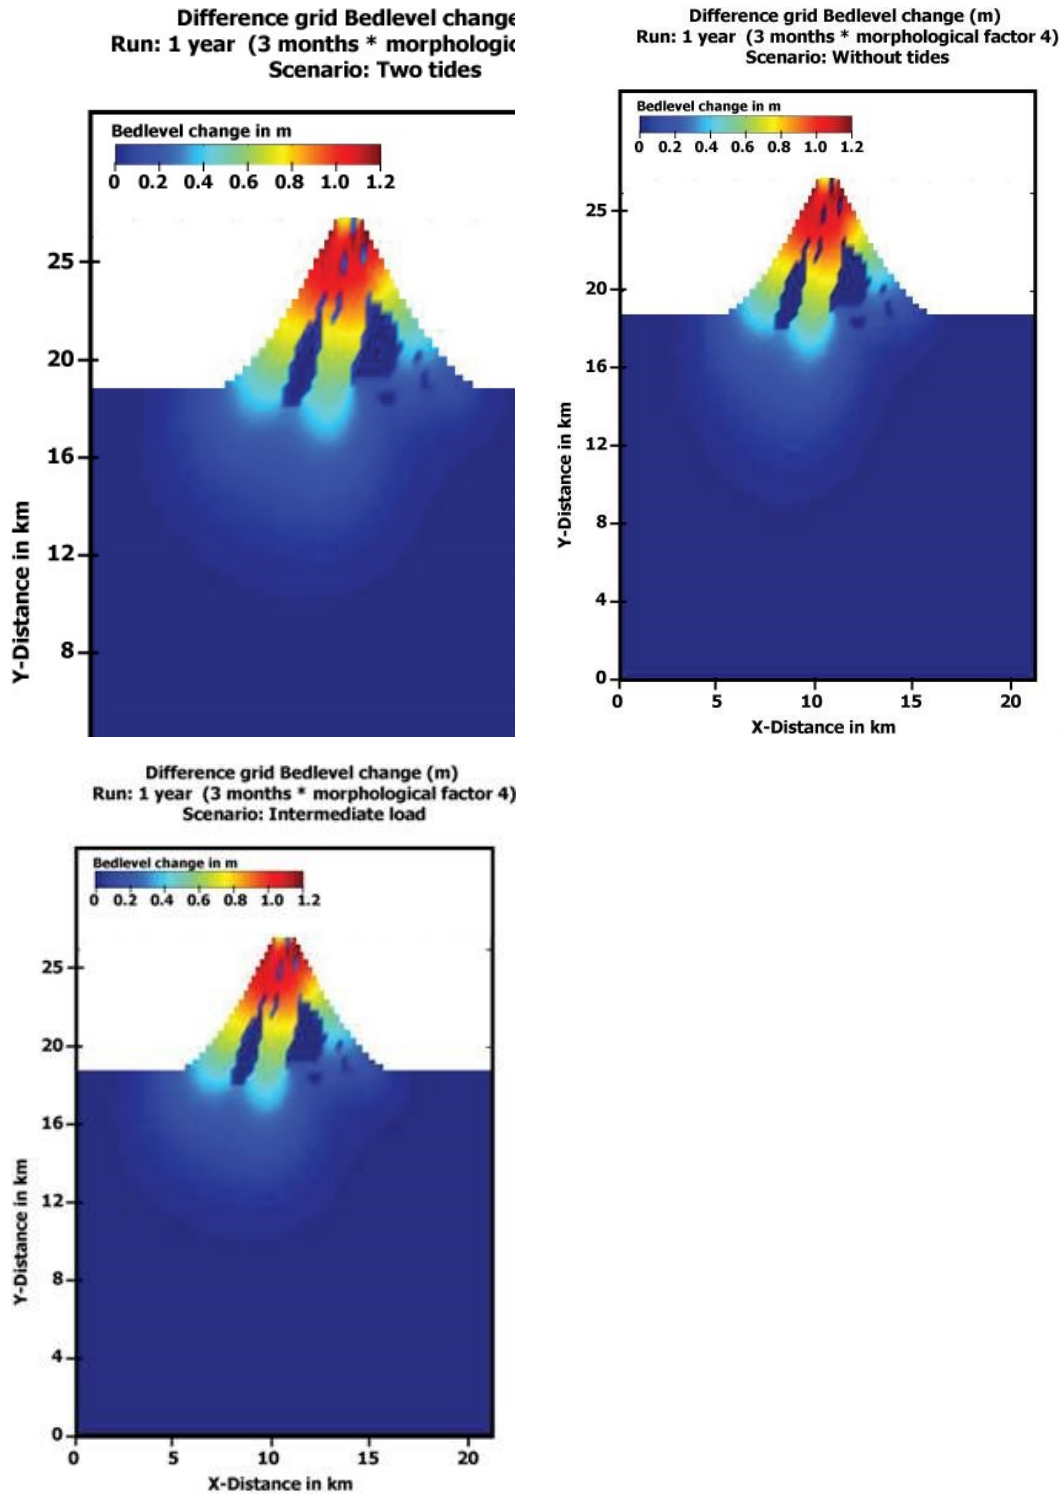 Difference grid Bedlevel change
Run: 1 year (3 months * morphologic
Scenario: Two tides
Bedlevel change in m
0 0.2 0.4 0.6 0.8 1.0 1.2
25
20
16
12
8
Y-Distance in km
Difference grid Bedlevel change (m)
Run: 1 year (3 months * morphological factor 4)
Scenario: Without tides
Bedlevel change in m
0 0.2 0.4 0.6 0.8 1.0 1.2
25
20
16
12
8
4
0
Y-Distance in km
0 5 10 15 20
X-Distance in km
Difference grid Bedlevel change (m)
Run: 1 year (3 months * morphological factor 4)
Scenario: Intermediate load
Bedlevel change in m
0 0.2 0.4 0.6 0.8 1.0 1.2
25
20
16
12
8
4
0
Y-Distance in km
0 5 10 15 20
X-Distance in km